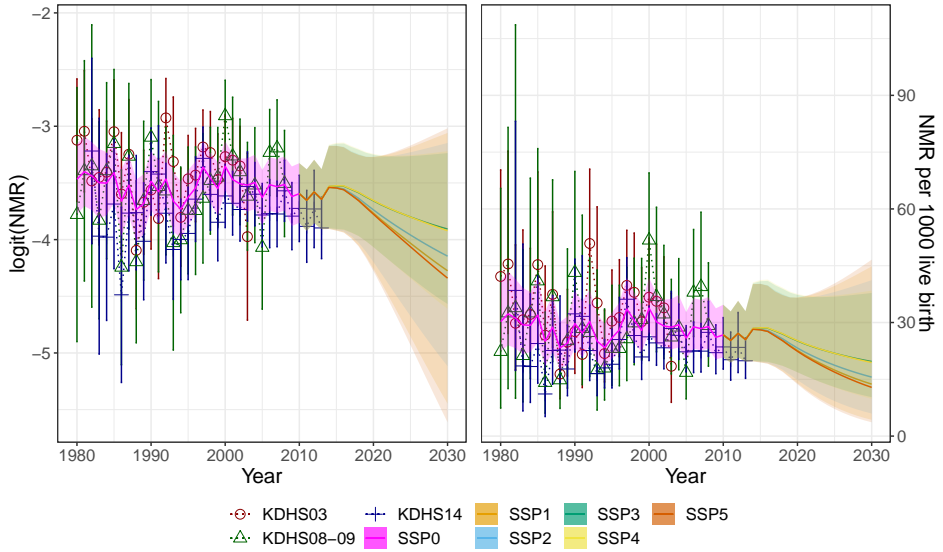 −2
−3
−4
−5
logit(NMR)
1980 1990 2000 2010 2020 2030
Year
90
60
30
0
NMR per 1000 live birth
1980 1990 2000 2010 2020 2030
Year
KDHS03 KDHS14 SSP1 SSP3 SSP5
KDHS08−09 SSP0 SSP2 SSP4